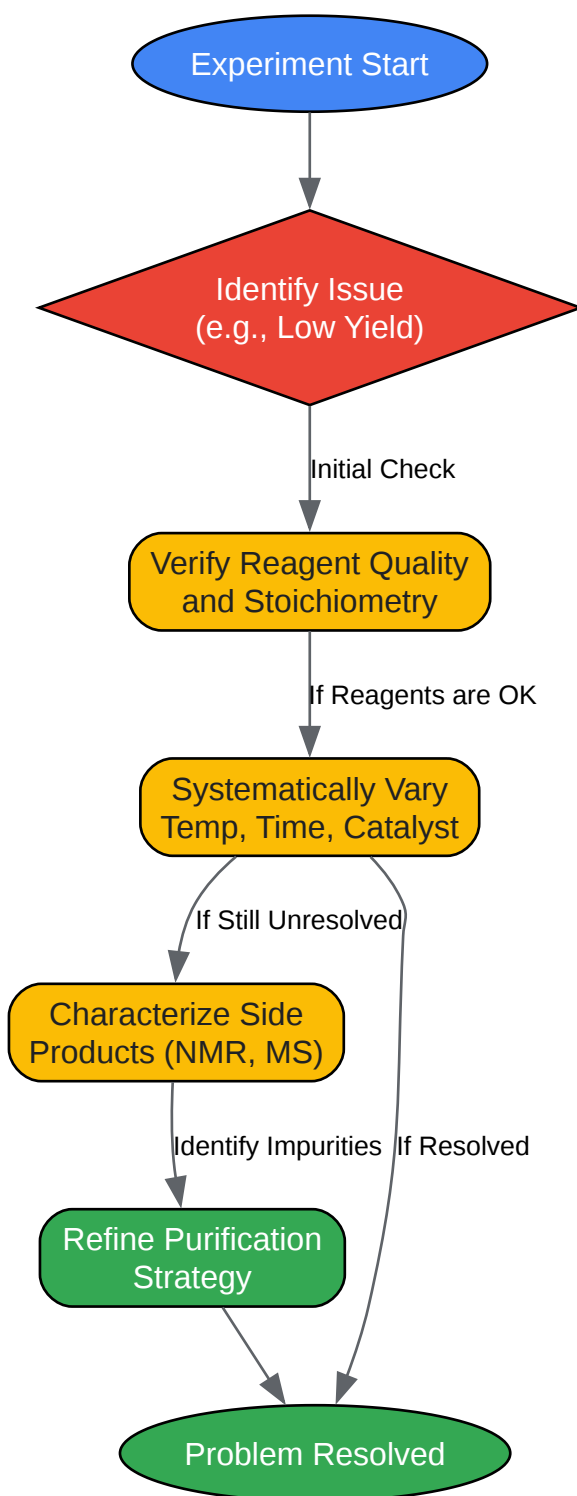 Experiment Start
Identify Issue
(e.g., Low Yield)
Initial Check
Verify Reagent Quality
and Stoichiometry
If Reagents are OK
Systematically Vary
Temp, Time, Catalyst
If Still Unresolved
Characterize Side
Products (NMR, MS)
Identify Impurities
If Resolved
Refine Purification
Strategy
Problem Resolved